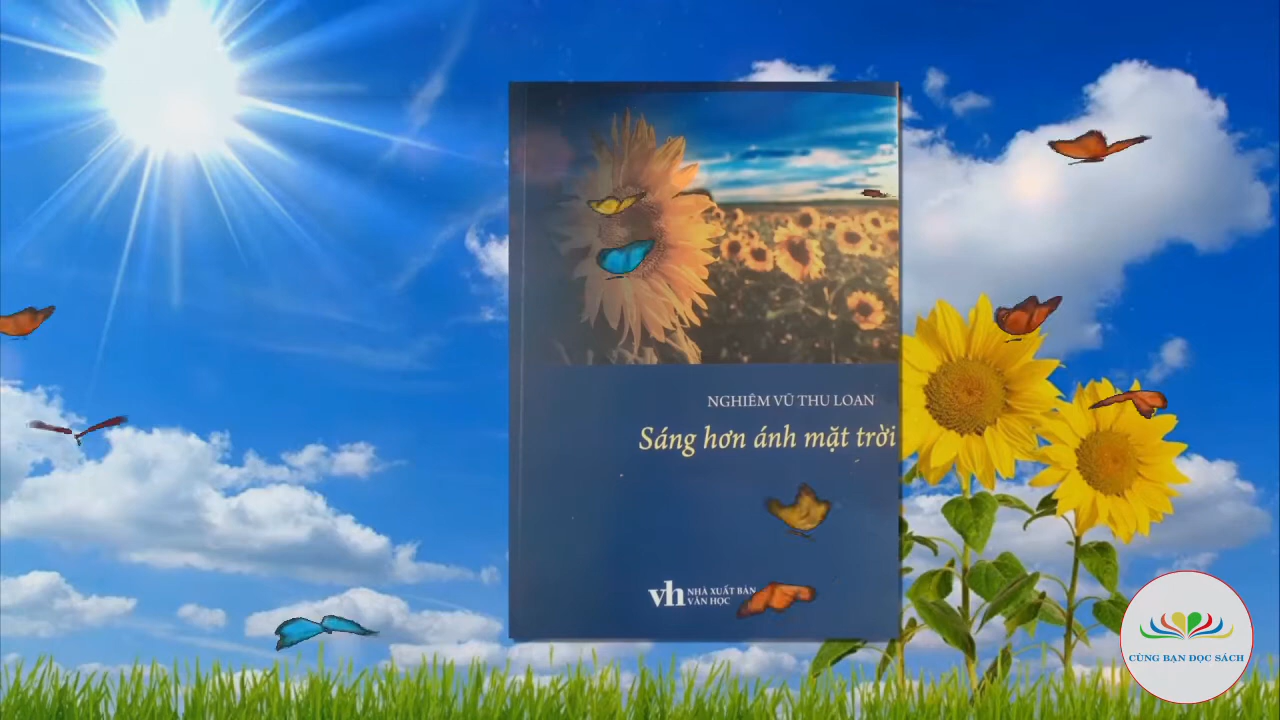 NGHIÊM VŨ THU LOAN
Sáng hơn ánh mặt trời
vh NHÀ XUẤT BẢN
VĂN HỌC
CÙNG BẠN ĐỌC SÁCH